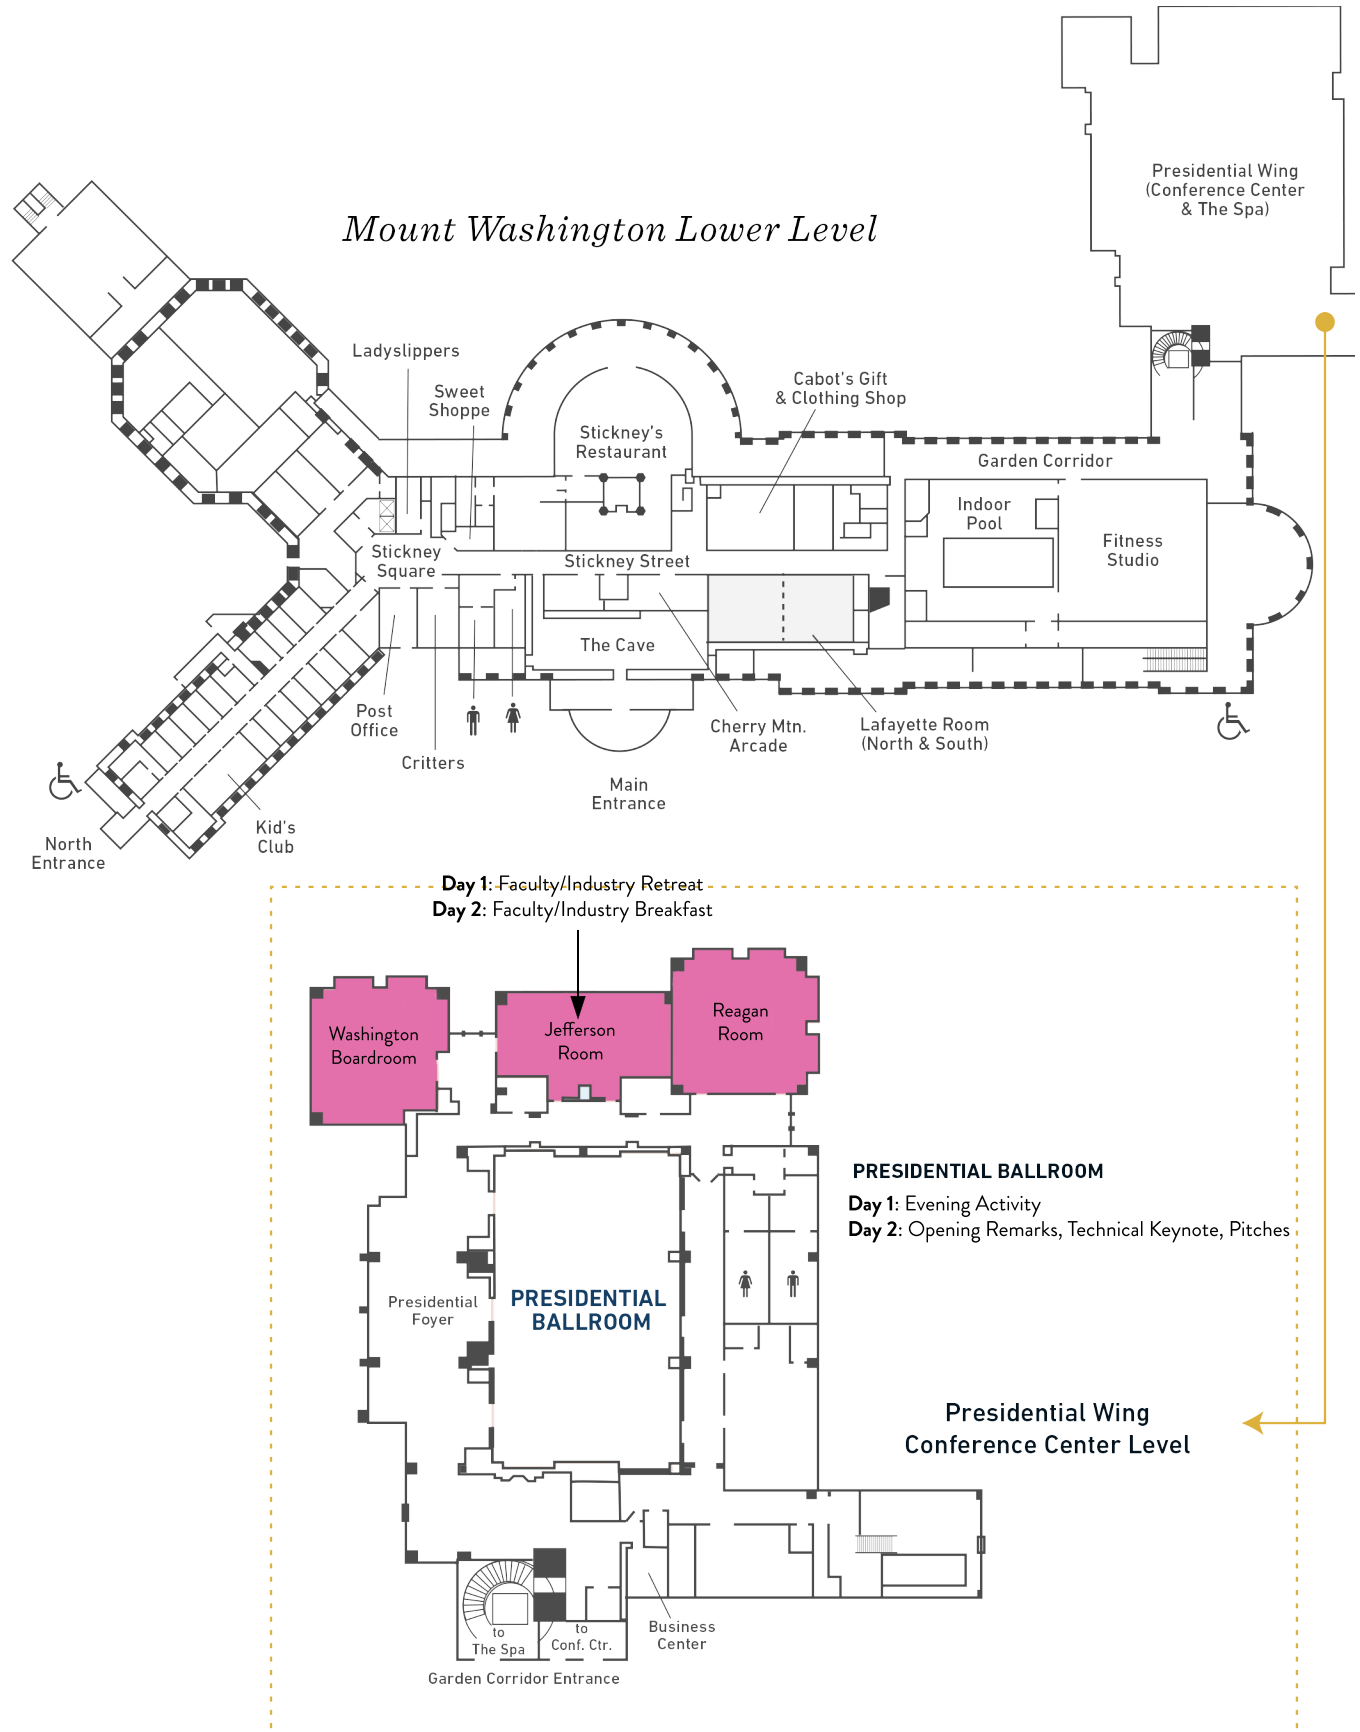 Presidential Wing
(Conference Center
& The Spa)
Mount Washington Lower Level
Ladyslippers
Sweet
Shoppe
Cabot's Gift
& Clothing Shop
Stickney's
Restaurant
Garden Corridor
Indoor
Pool
Fitness
Studio
Stickney
Square
Stickney Street
The Cave
Post
Office
Critters
Cherry Mtn.
Arcade
Lafayette Room
(North & South)
Main
Entrance
Kid's
Club
North
Entrance
Day 1: Faculty/Industry Retreat
Day 2: Faculty/Industry Breakfast
Washington
Boardroom
Jefferson
Room
Reagan
Room
PRESIDENTIAL BALLROOM
Day 1: Evening Activity
Day 2: Opening Remarks, Technical Keynote, Pitches
Presidential
Foyer
PRESIDENTIAL
BALLROOM
Presidential Wing
Conference Center Level
to
The Spa
to
Conf. Ctr.
Business
Center
Garden Corridor Entrance